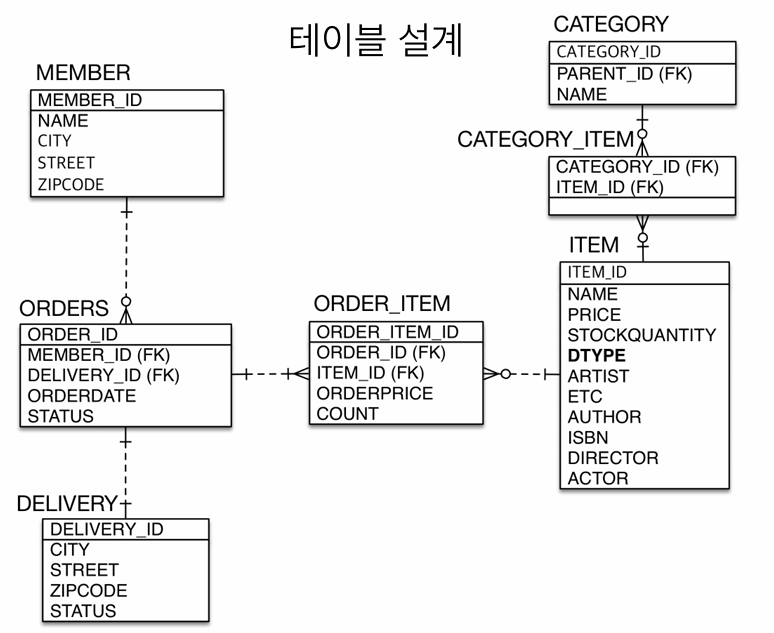 테이블 설계
MEMBER
MEMBER_ID
NAME
CITY
STREET
ZIPCODE
CATEGORY
CATEGORY_ID
PARENT_ID (FK)
NAME
CATEGORY_ITEM
CATEGORY_ID (FK)
ITEM_ID (FK)
ORDERS
ORDER_ID
MEMBER_ID (FK)
DELIVERY_ID (FK)
ORDERDATE
STATUS
ORDER_ITEM
ORDER_ITEM_ID
ORDER_ID (FK)
ITEM_ID (FK)
ORDERPRICE
COUNT
ITEM
ITEM_ID
NAME
PRICE
STOCKQUANTITY
DTYPE
ARTIST
ETC
AUTHOR
ISBN
DIRECTOR
ACTOR
DELIVERY
DELIVERY_ID
CITY
STREET
ZIPCODE
STATUS